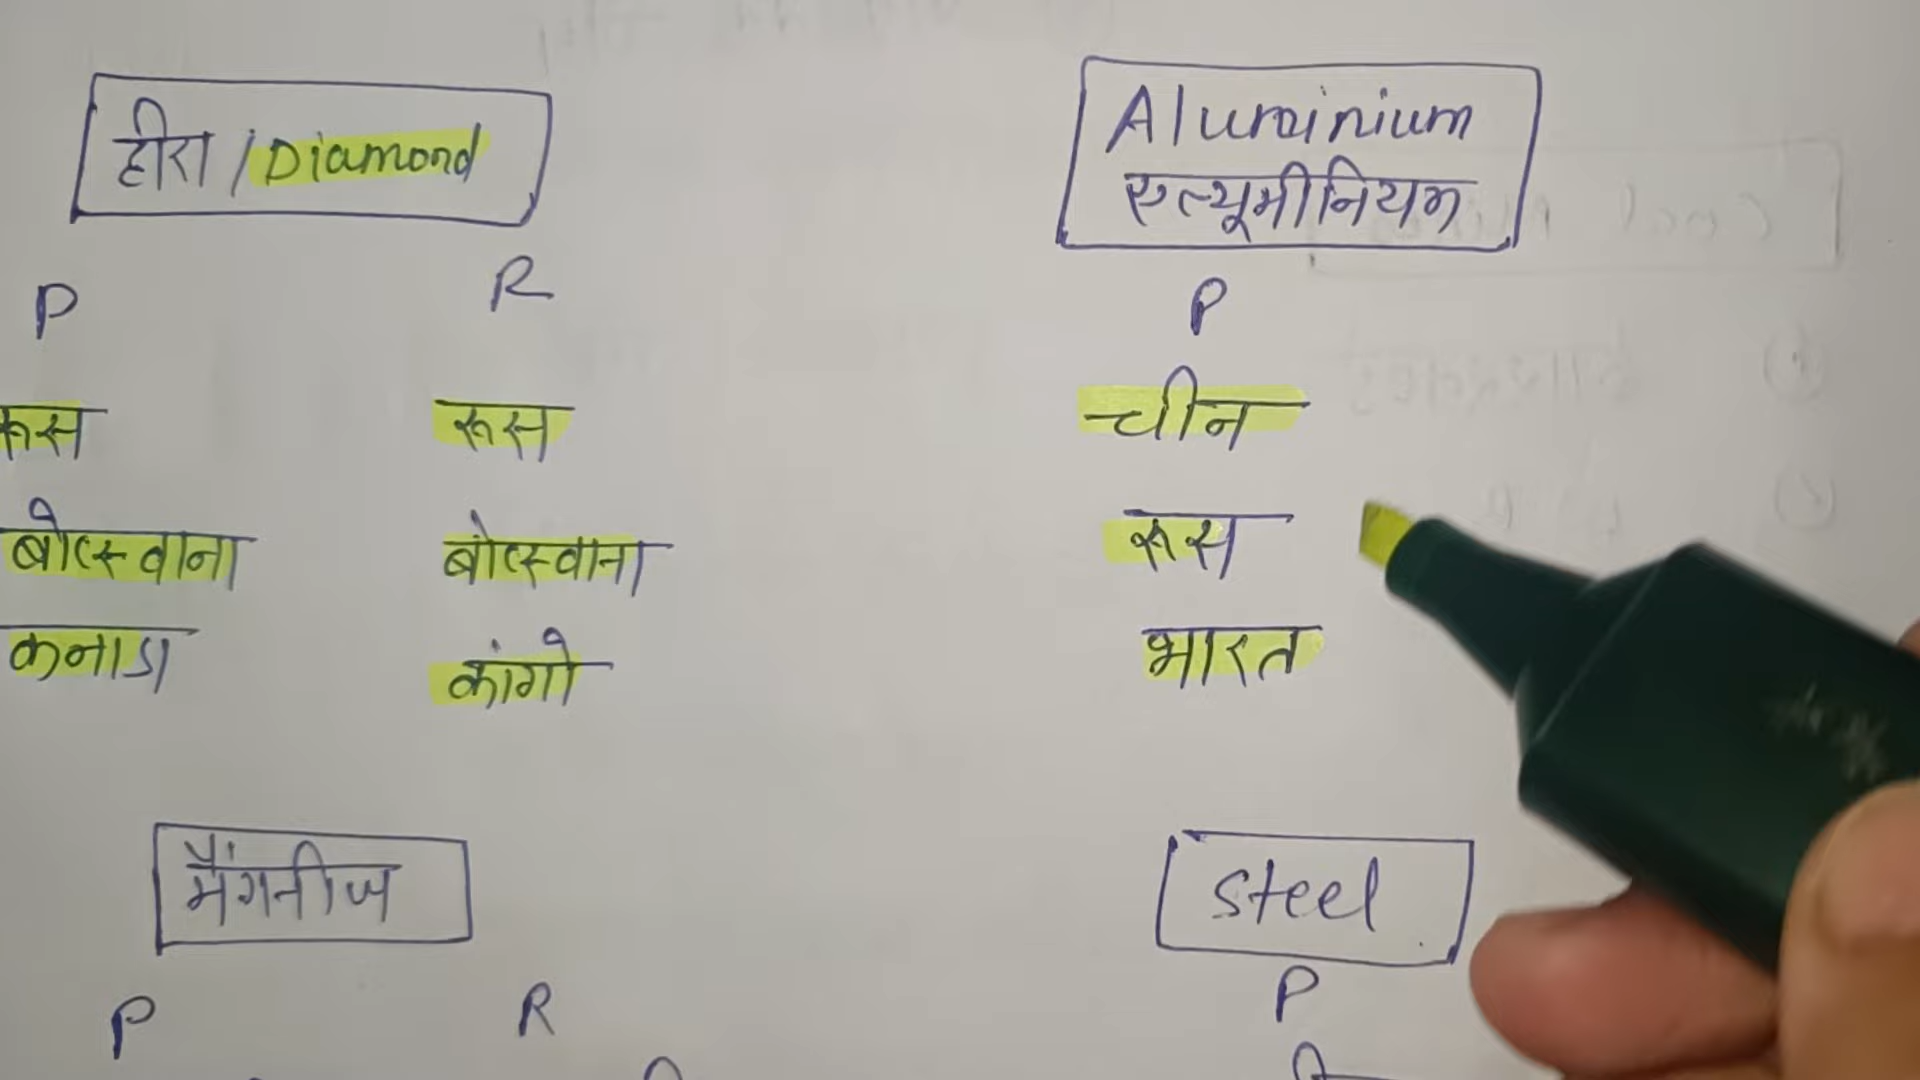 हीरा / Diamond
P R
रूस रूस
बोत्स्वाना बोत्स्वाना
कनाडा कांगो
Aluminium
एल्यूमीनियम
P
चीन
रूस
भारत
मैंगनीज
P R
Steel
P